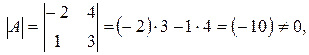 |A| = | -2 4 | = (-2)·3 - 1·4 = (-10) ≠ 0,
| 1 3 |